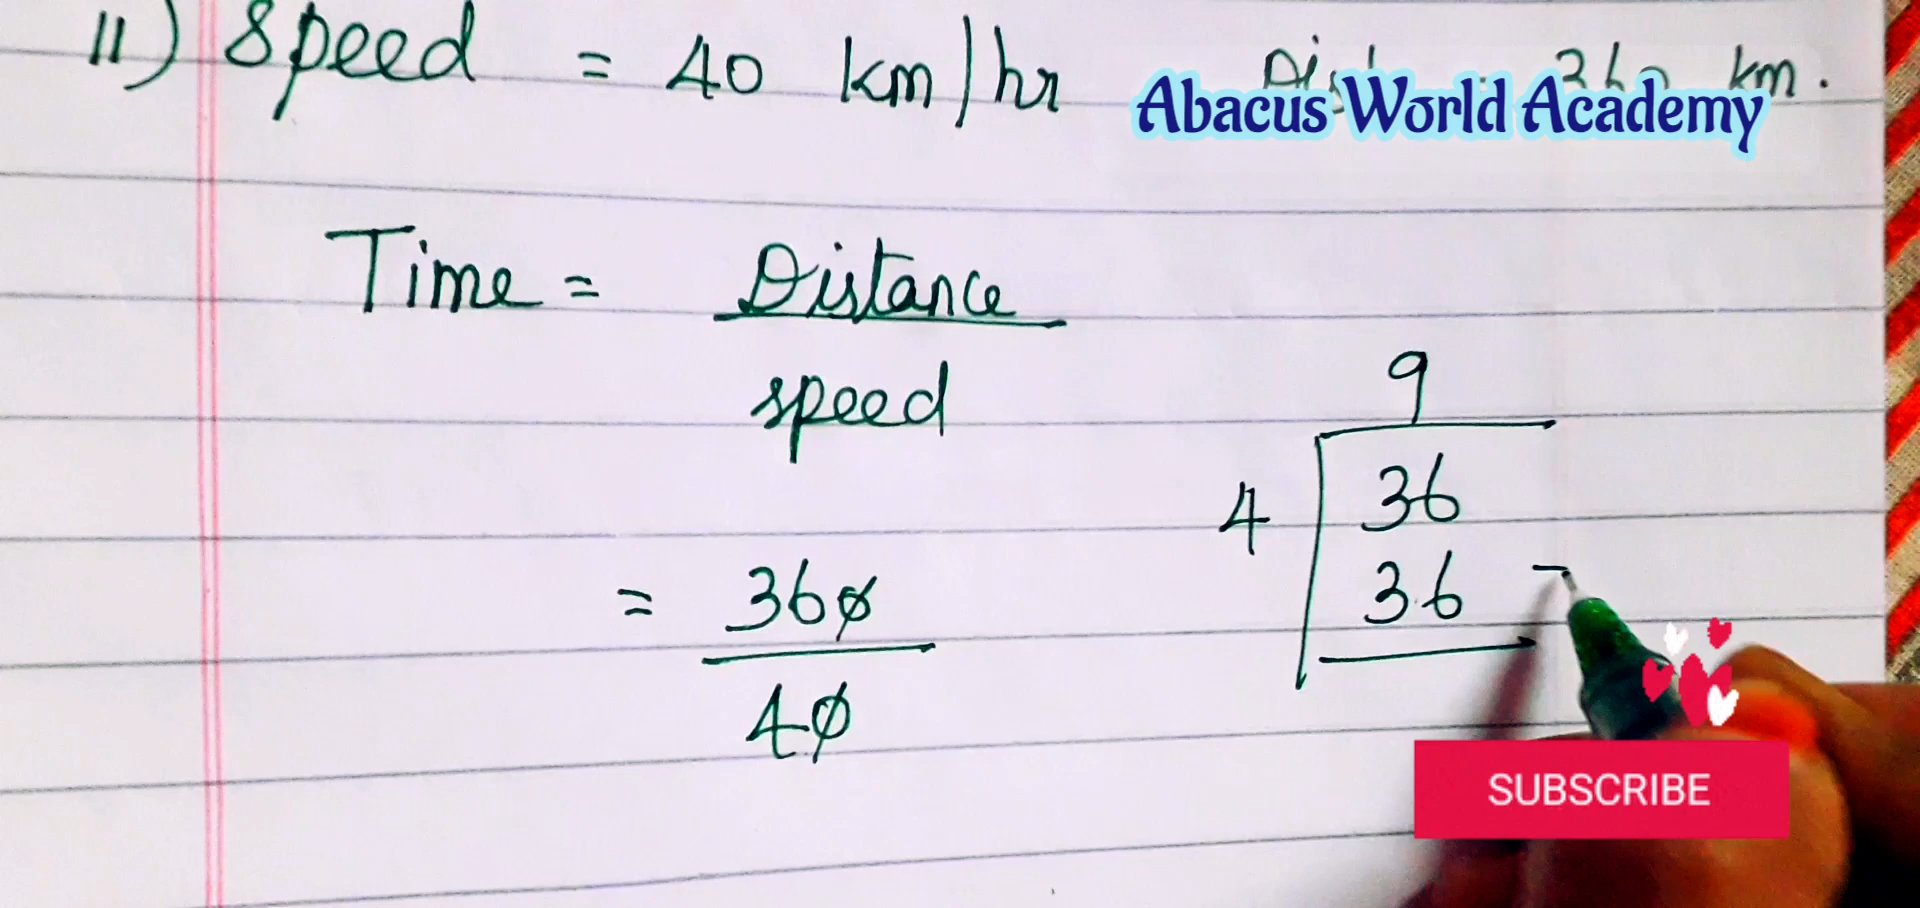 11) Speed = 40 km/hr 360 km.
Abacus World Academy
Time = Distance
speed
= 360
40
9
4 36
36 -
SUBSCRIBE